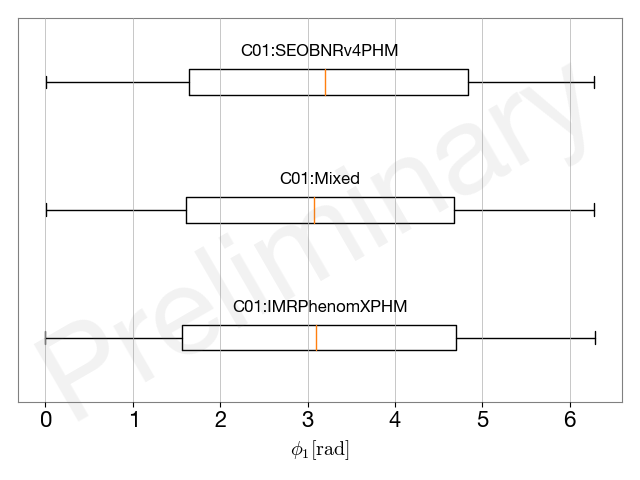 C01:SEOBNRv4PHM
C01:Mixed
C01:IMRPhenomXPHM
Preliminary
0 1 2 3 4 5 6
ϕ₁[rad]